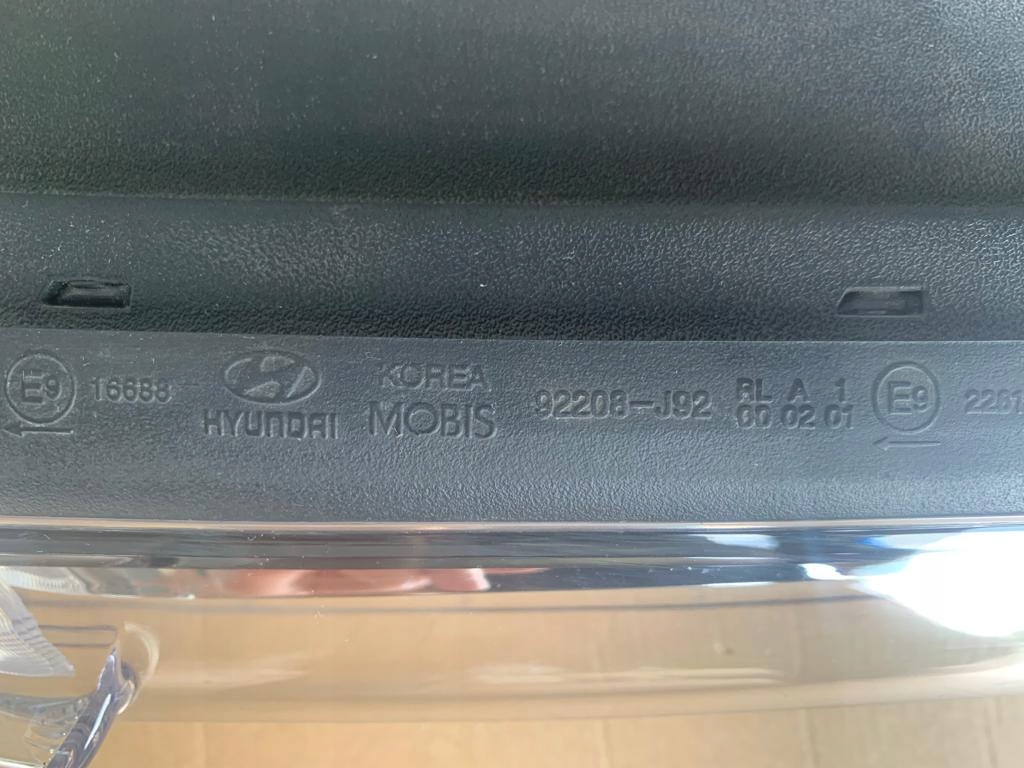 E9 16688
HYUNDAI
KOREA
MOBIS
92208-J92
RL A 1
00 02 01
E9